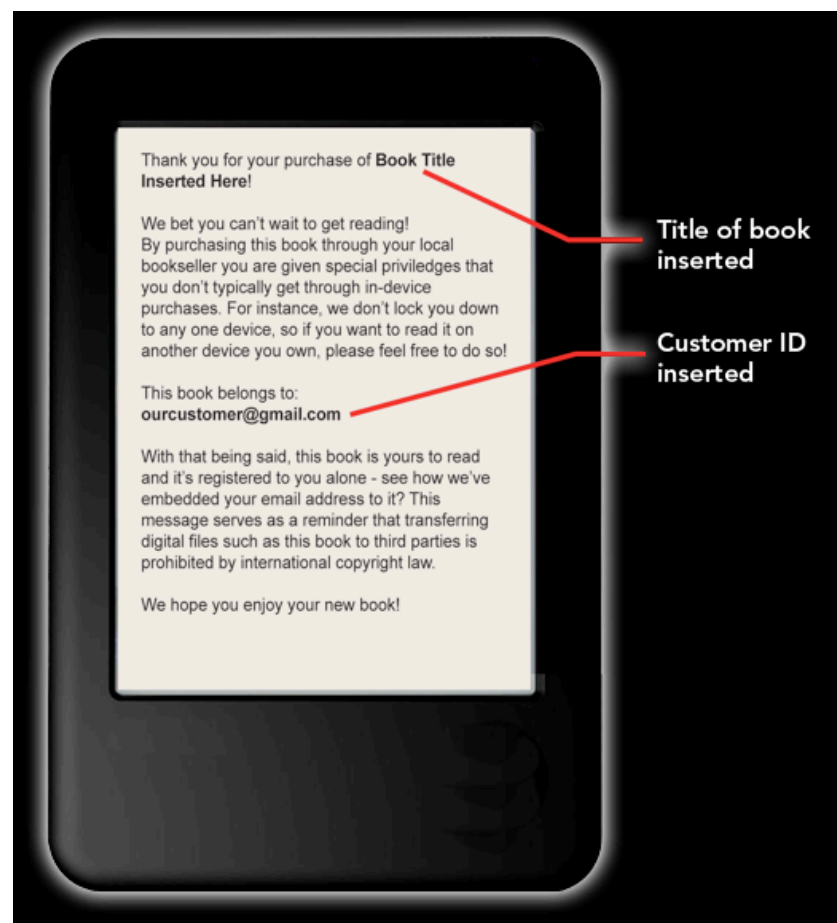 Thank you for your purchase of Book Title
Inserted Here!
We bet you can't wait to get reading!
By purchasing this book through your local
bookseller you are given special priviledges that
you don't typically get through in-device
purchases. For instance, we don't lock you down
to any one device, so if you want to read it on
another device you own, please feel free to do so!
This book belongs to:
ourcustomer@gmail.com
With that being said, this book is yours to read
and it's registered to you alone - see how we've
embedded your email address to it? This
message serves as a reminder that transferring
digital files such as this book to third parties is
prohibited by international copyright law.
We hope you enjoy your new book!
Title of book
inserted
Customer ID
inserted